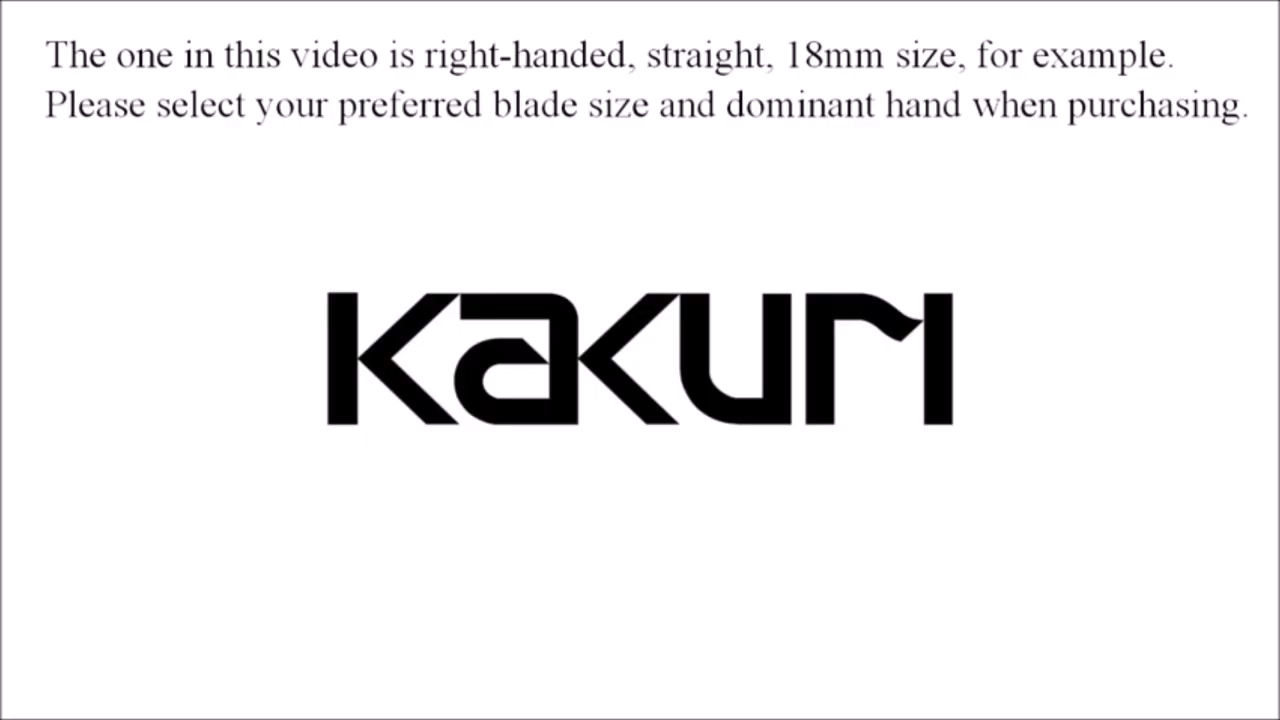 The one in this video is right-handed, straight, 18mm size, for example.
Please select your preferred blade size and dominant hand when purchasing.
KAKURI